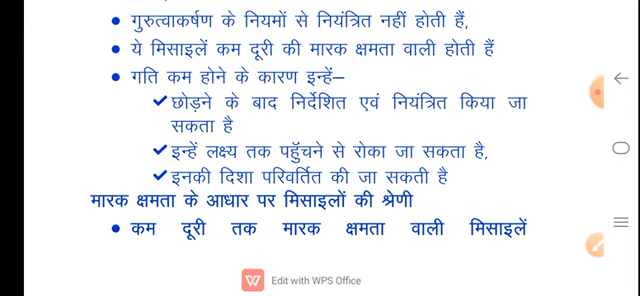 • गुरुत्वाकर्षण के नियमों से नियंत्रित नहीं होती हैं,
• ये मिसाइलें कम दूरी की मारक क्षमता वाली होती हैं
• गति कम होने के कारण इन्हें—
✓ छोड़ने के बाद निर्देशित एवं नियंत्रित किया जा
सकता है
✓ इन्हें लक्ष्य तक पहुॅचने से रोका जा सकता है,
✓ इनकी दिशा परिवर्तित की जा सकती है
मारक क्षमता के आधार पर मिसाइलों की श्रेणी
• कम दूरी तक मारक क्षमता वाली मिसाइलें
Edit with WPS Office